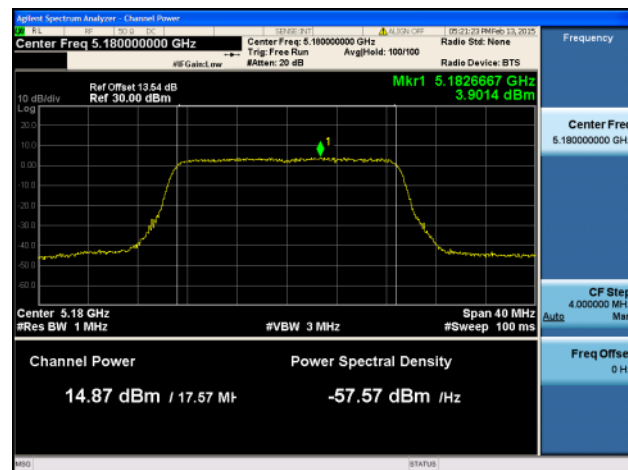 Agilent Spectrum Analyzer - Channel Power
RL RF 50 Ω DC SENSE:INT ALIGN OFF 05:21:23 PM Feb 13, 2015
Center Freq 5.180000000 GHz
Center Freq: 5.180000000 GHz
Radio Std: None
Trig: Free Run Avg|Hold: 100/100
#IFGain:Low #Atten: 20 dB Radio Device: BTS
Frequency
Mkr1 5.1826667 GHz
3.9014 dBm
Ref Offset 13.54 dB
10 dB/div Ref 30.00 dBm
Log
20.0
10.0
0.00
-10.0
-20.0
-30.0
-40.0
-50.0
-60.0
1
Center 5.18 GHz Span 40 MHz
#Res BW 1 MHz #VBW 3 MHz #Sweep 100 ms
Channel Power Power Spectral Density
14.87 dBm / 17.57 MH -57.57 dBm /Hz
Center Freq
5.180000000 GH
CF Step
4.000000 MH
Auto Man
Freq Offse
0 H
MSG STATUS